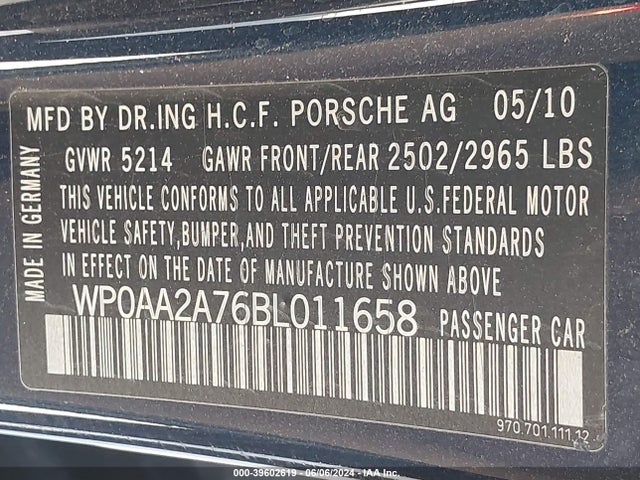 MFD BY DR.ING H.C.F. PORSCHE AG 05/10
GVWR 5214 GAWR FRONT/REAR 2502/2965 LBS
THIS VEHICLE CONFORMS TO ALL APPLICABLE U.S.FEDERAL MOTOR
VEHICLE SAFETY,BUMPER,AND THEFT PREVENTION STANDARDS
IN EFFECT ON THE DATE OF MANUFACTURE SHOWN ABOVE.
WP0AA2A76BL011658 PASSENGER CAR
MADE IN GERMANY
970.701.111.12
000-39602619 - 06/06/2024 - IAAI.com